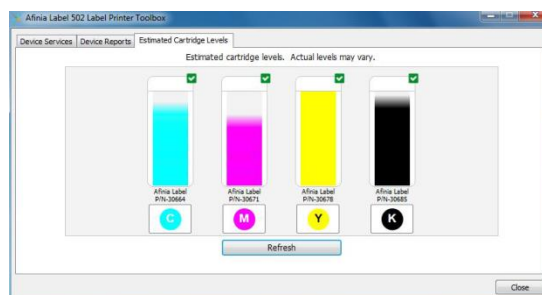 Afinia Label 502 Label Printer Toolbox
Device Services Device Reports Estimated Cartridge Levels
Estimated cartridge levels. Actual levels may vary.
Afinia Label Afinia Label Afinia Label Afinia Label
P/N-30664 P/N-30671 P/N-30678 P/N-30685
C M Y K
Refresh
Close